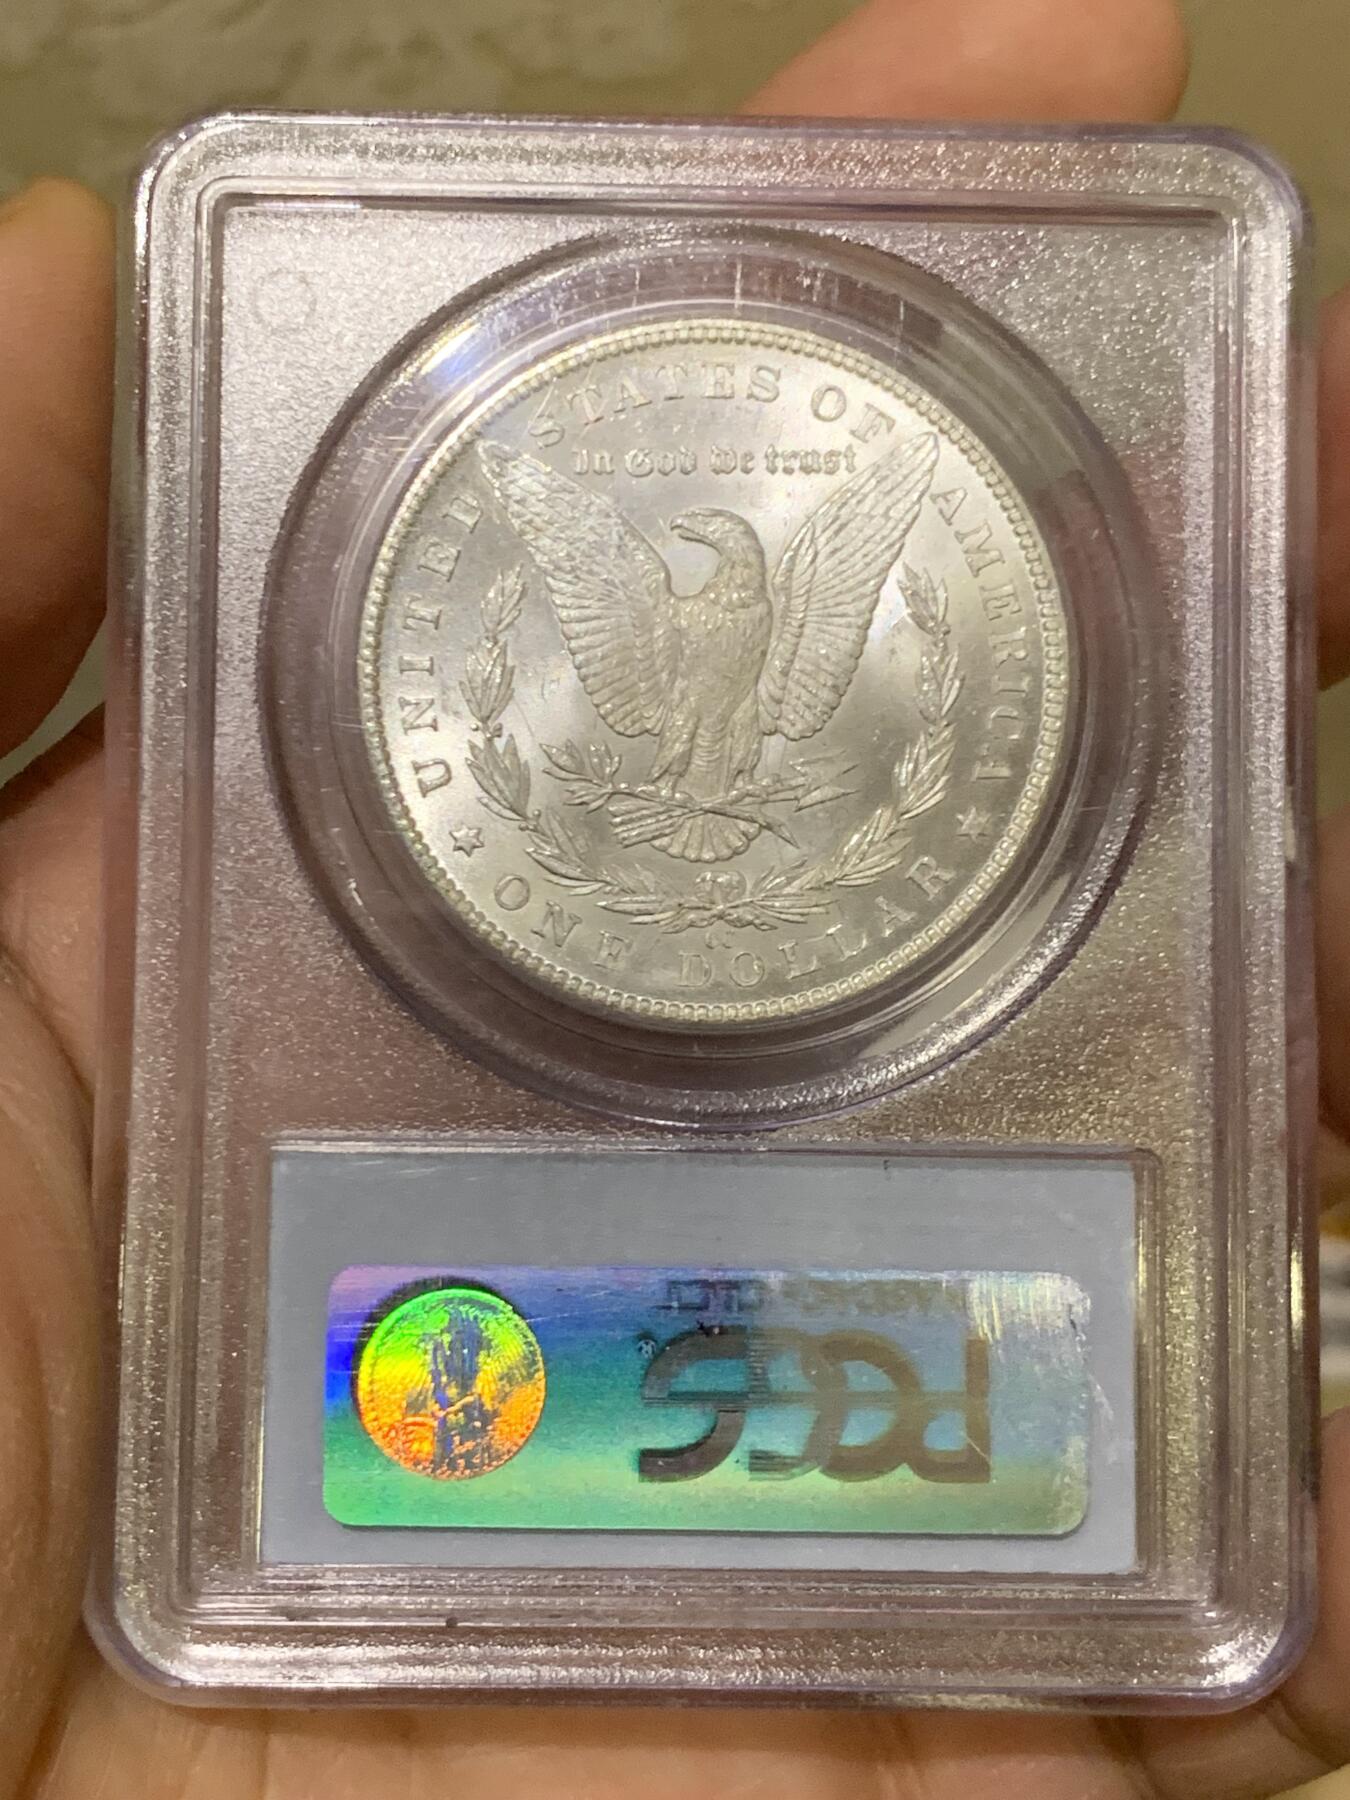 UNITED STATES OF AMERICA
In God We trust
ONE DOLLAR
CC
PCGS